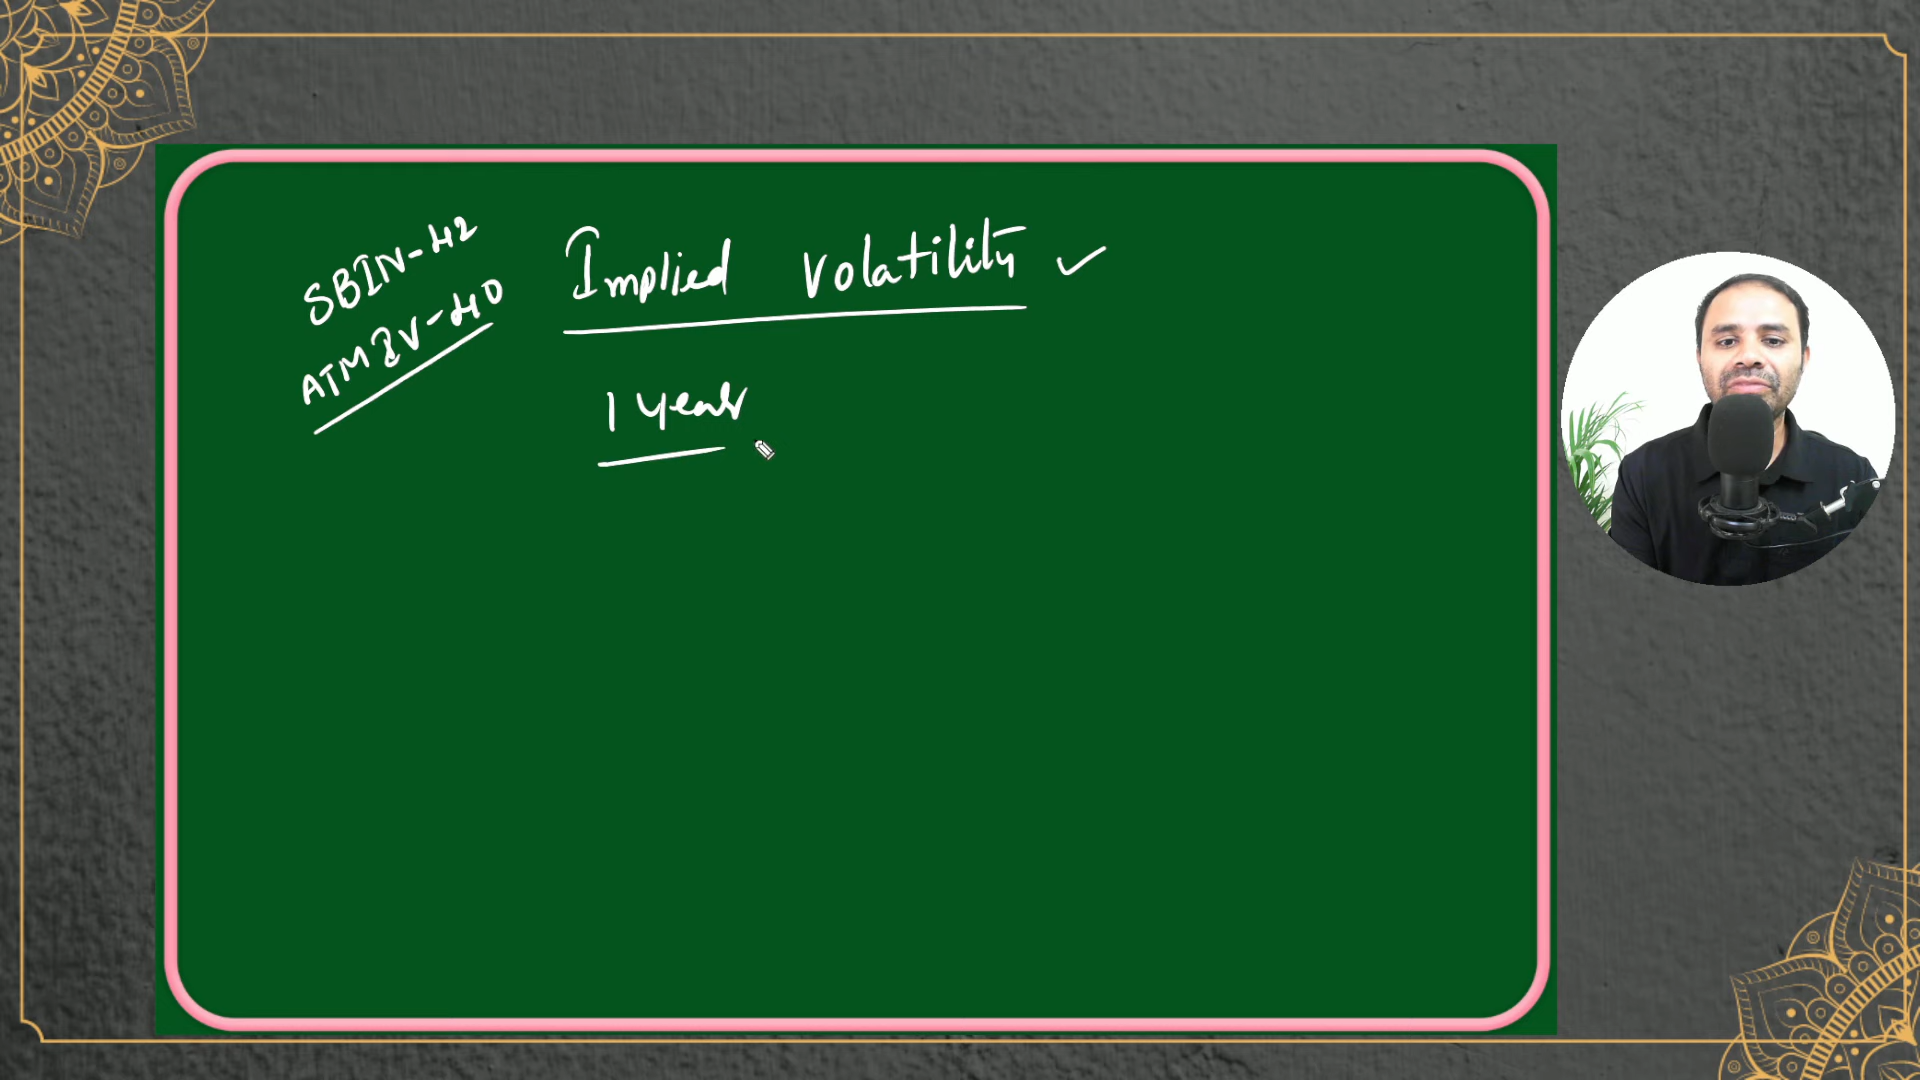 SBIN-42
ATM IV-40
Implied Volatility ✓
1 year